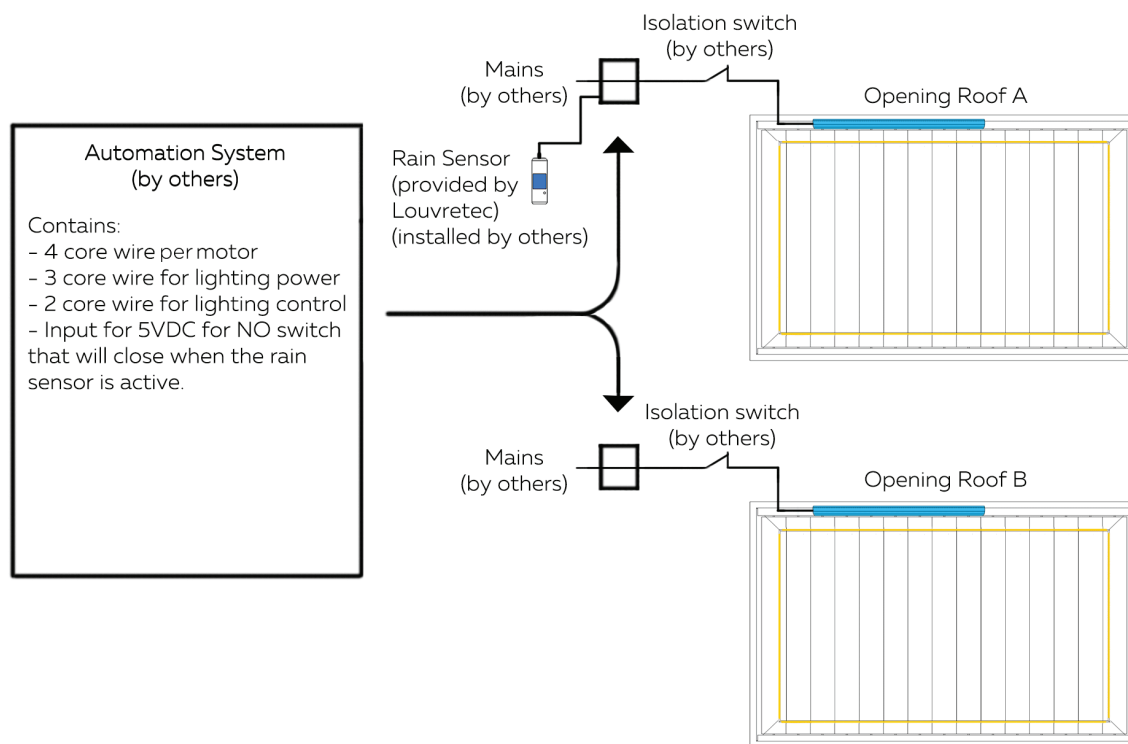 Automation System
(by others)
Contains:
- 4 core wire per motor
- 3 core wire for lighting power
- 2 core wire for lighting control
- Input for 5VDC for NO switch
that will close when the rain
sensor is active.
Isolation switch
(by others)
Mains
(by others)
Opening Roof A
Rain Sensor
(provided by
Louvretec)
(installed by others)
Isolation switch
(by others)
Mains
(by others)
Opening Roof B